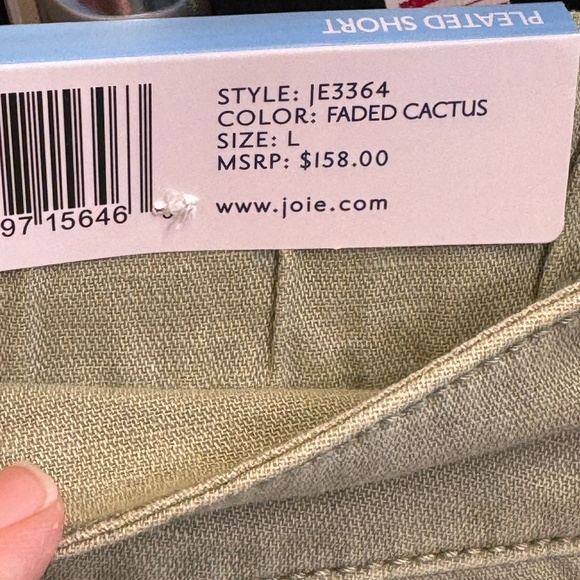 PLEATED SHORT
STYLE: JE3364
COLOR: FADED CACTUS
SIZE: L
MSRP: $158.00
www.joie.com
97 15646